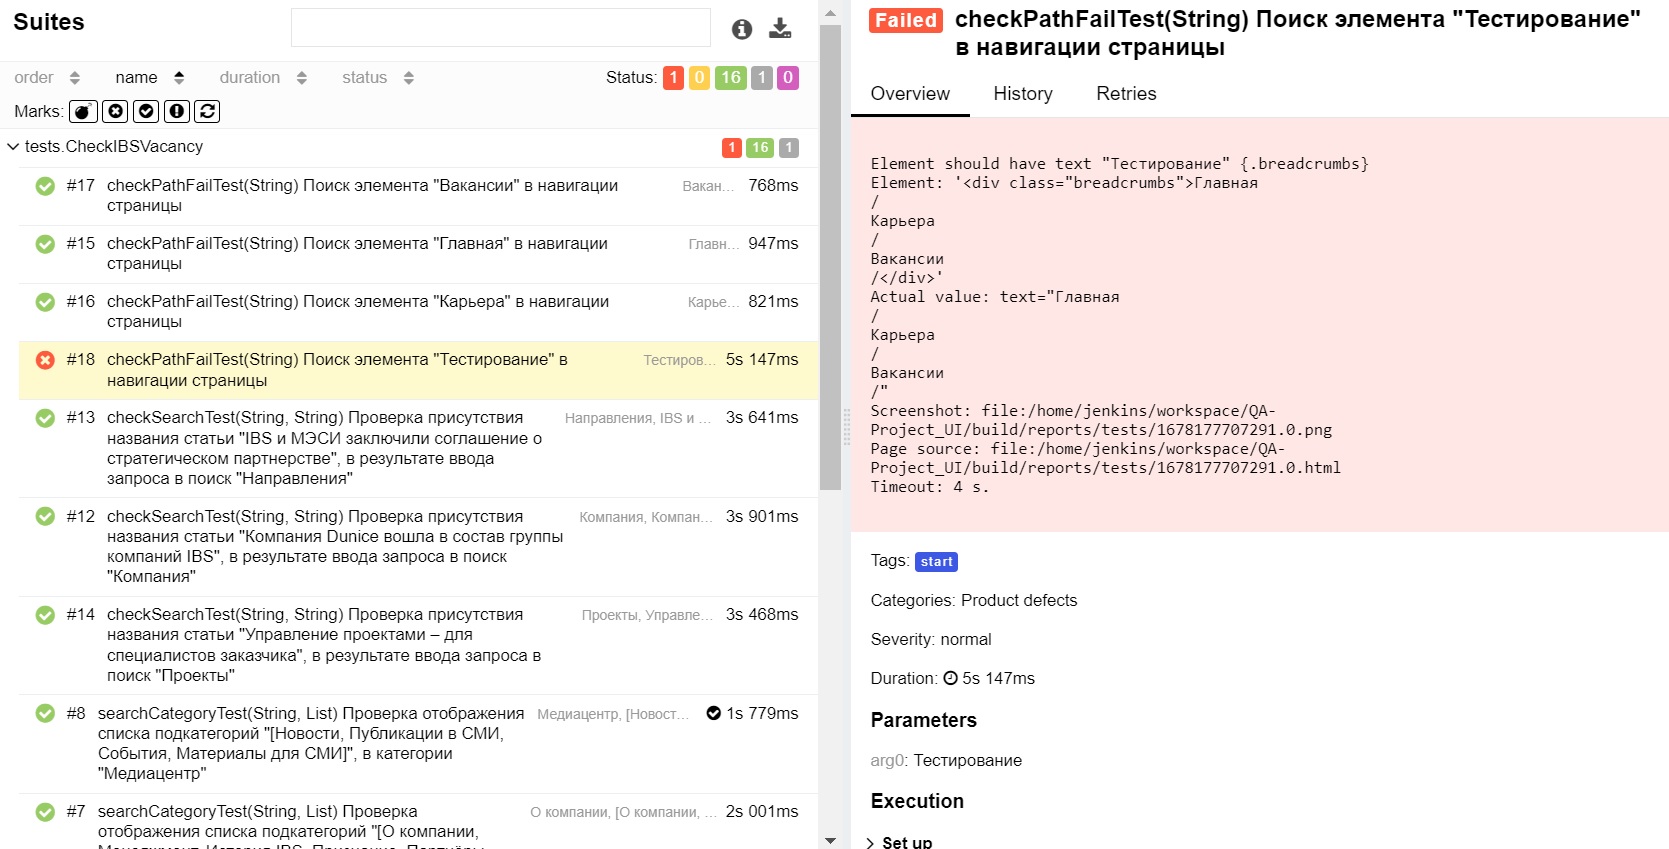 Suites
order name duration status
Status: 1 0 16 1 0
Marks:
tests.CheckIBSVacancy 1 16 1
#17 checkPathFailTest(String) Поиск элемента "Вакансии" в навигации Вакан... 768ms
страницы
#15 checkPathFailTest(String) Поиск элемента "Главная" в навигации Главн... 947ms
страницы
#16 checkPathFailTest(String) Поиск элемента "Карьера" в навигации Карье... 821ms
страницы
#18 checkPathFailTest(String) Поиск элемента "Тестирование" в Тестиров... 5s 147ms
навигации страницы
#13 checkSearchTest(String, String) Проверка присутствия Направления, IBS и ... 3s 641ms
названия статьи "IBS и МЭСИ заключили соглашение о
стратегическом партнерстве", в результате ввода
запроса в поиск "Направления"
#12 checkSearchTest(String, String) Проверка присутствия Компания, Компан... 3s 901ms
названия статьи "Компания Dunice вошла в состав группы
компаний IBS", в результате ввода запроса в поиск
"Компания"
#14 checkSearchTest(String, String) Проверка присутствия Проекты, Управле... 3s 468ms
названия статьи "Управление проектами – для
специалистов заказчика", в результате ввода запроса в
поиск "Проекты"
#8 searchCategoryTest(String, List) Проверка отображения Медиацентр, [Новост... 1s 779ms
списка подкатегорий "[Новости, Публикации в СМИ,
События, Материалы для СМИ]", в категории
"Медиацентр"
#7 searchCategoryTest(String, List) Проверка О компании, [О компании, ... 2s 001ms
отображения списка подкатегорий "[О компании,
Failed checkPathFailTest(String) Поиск элемента "Тестирование"
в навигации страницы
Overview History Retries
Element should have text "Тестирование" {.breadcrumbs}
Element: '<div class="breadcrumbs">Главная
/
Карьера
/
Вакансии
/</div>'
Actual value: text="Главная
/
Карьера
/
Вакансии
/"
Screenshot: file:/home/jenkins/workspace/QA-
Project_UI/build/reports/tests/1678177707291.0.png
Page source: file:/home/jenkins/workspace/QA-
Project_UI/build/reports/tests/1678177707291.0.html
Timeout: 4 s.
Tags: start
Categories: Product defects
Severity: normal
Duration: 5s 147ms
Parameters
arg0: Тестирование
Execution
Set up